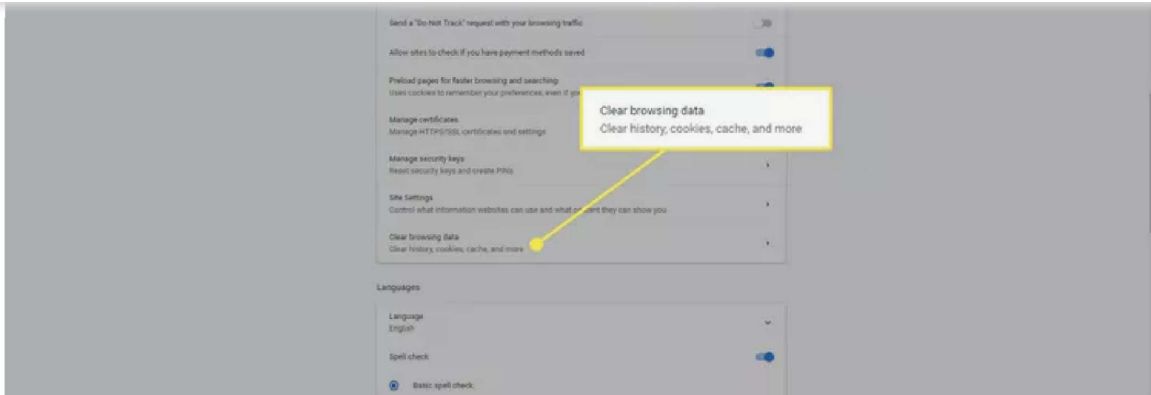 Send a "Do Not Track" request with your browsing traffic
Allow sites to check if you have payment methods saved
Preload pages for faster browsing and searching
Uses cookies to remember your preferences, even if you
Clear browsing data
Clear history, cookies, cache, and more
Manage certificates
Manage HTTPS/SSL certificates and settings
Manage security keys
Reset security keys and create PINs
Site Settings
Control what information websites can use and what content they can show you
Clear browsing data
Clear history, cookies, cache, and more
Languages
Language
English
Spell check
Basic spell check